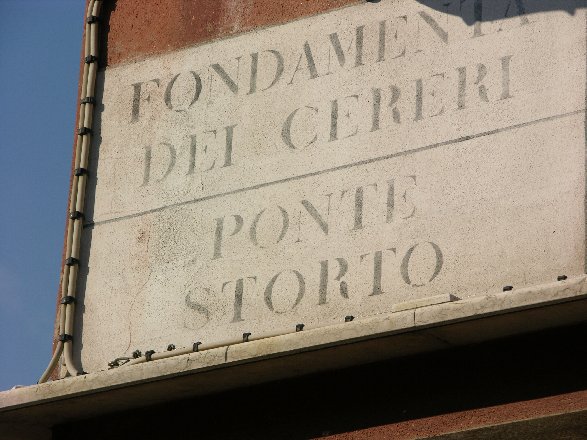 FONDAMENTA
DEI CERERI
PONTE
STORTO